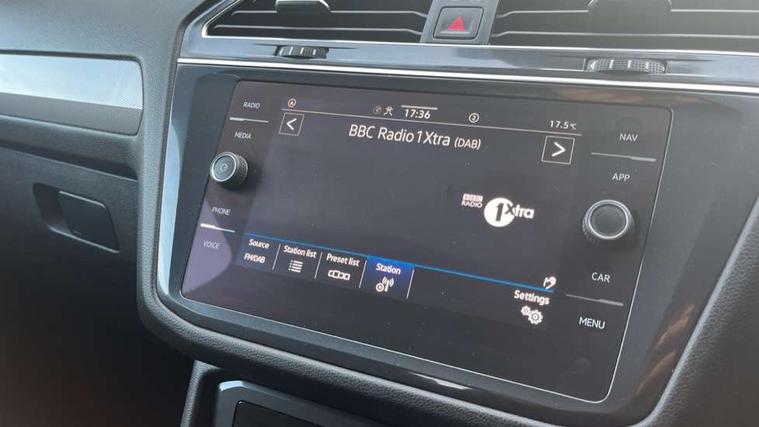 RADIO
17:36
2
17.5°C
BBC Radio 1Xtra (DAB)
NAV
MEDIA
APP
BBC
RADIO
1Xtra
PHONE
VOICE
Source
FM/DAB
Station list
Preset list
Station
CAR
Settings
MENU